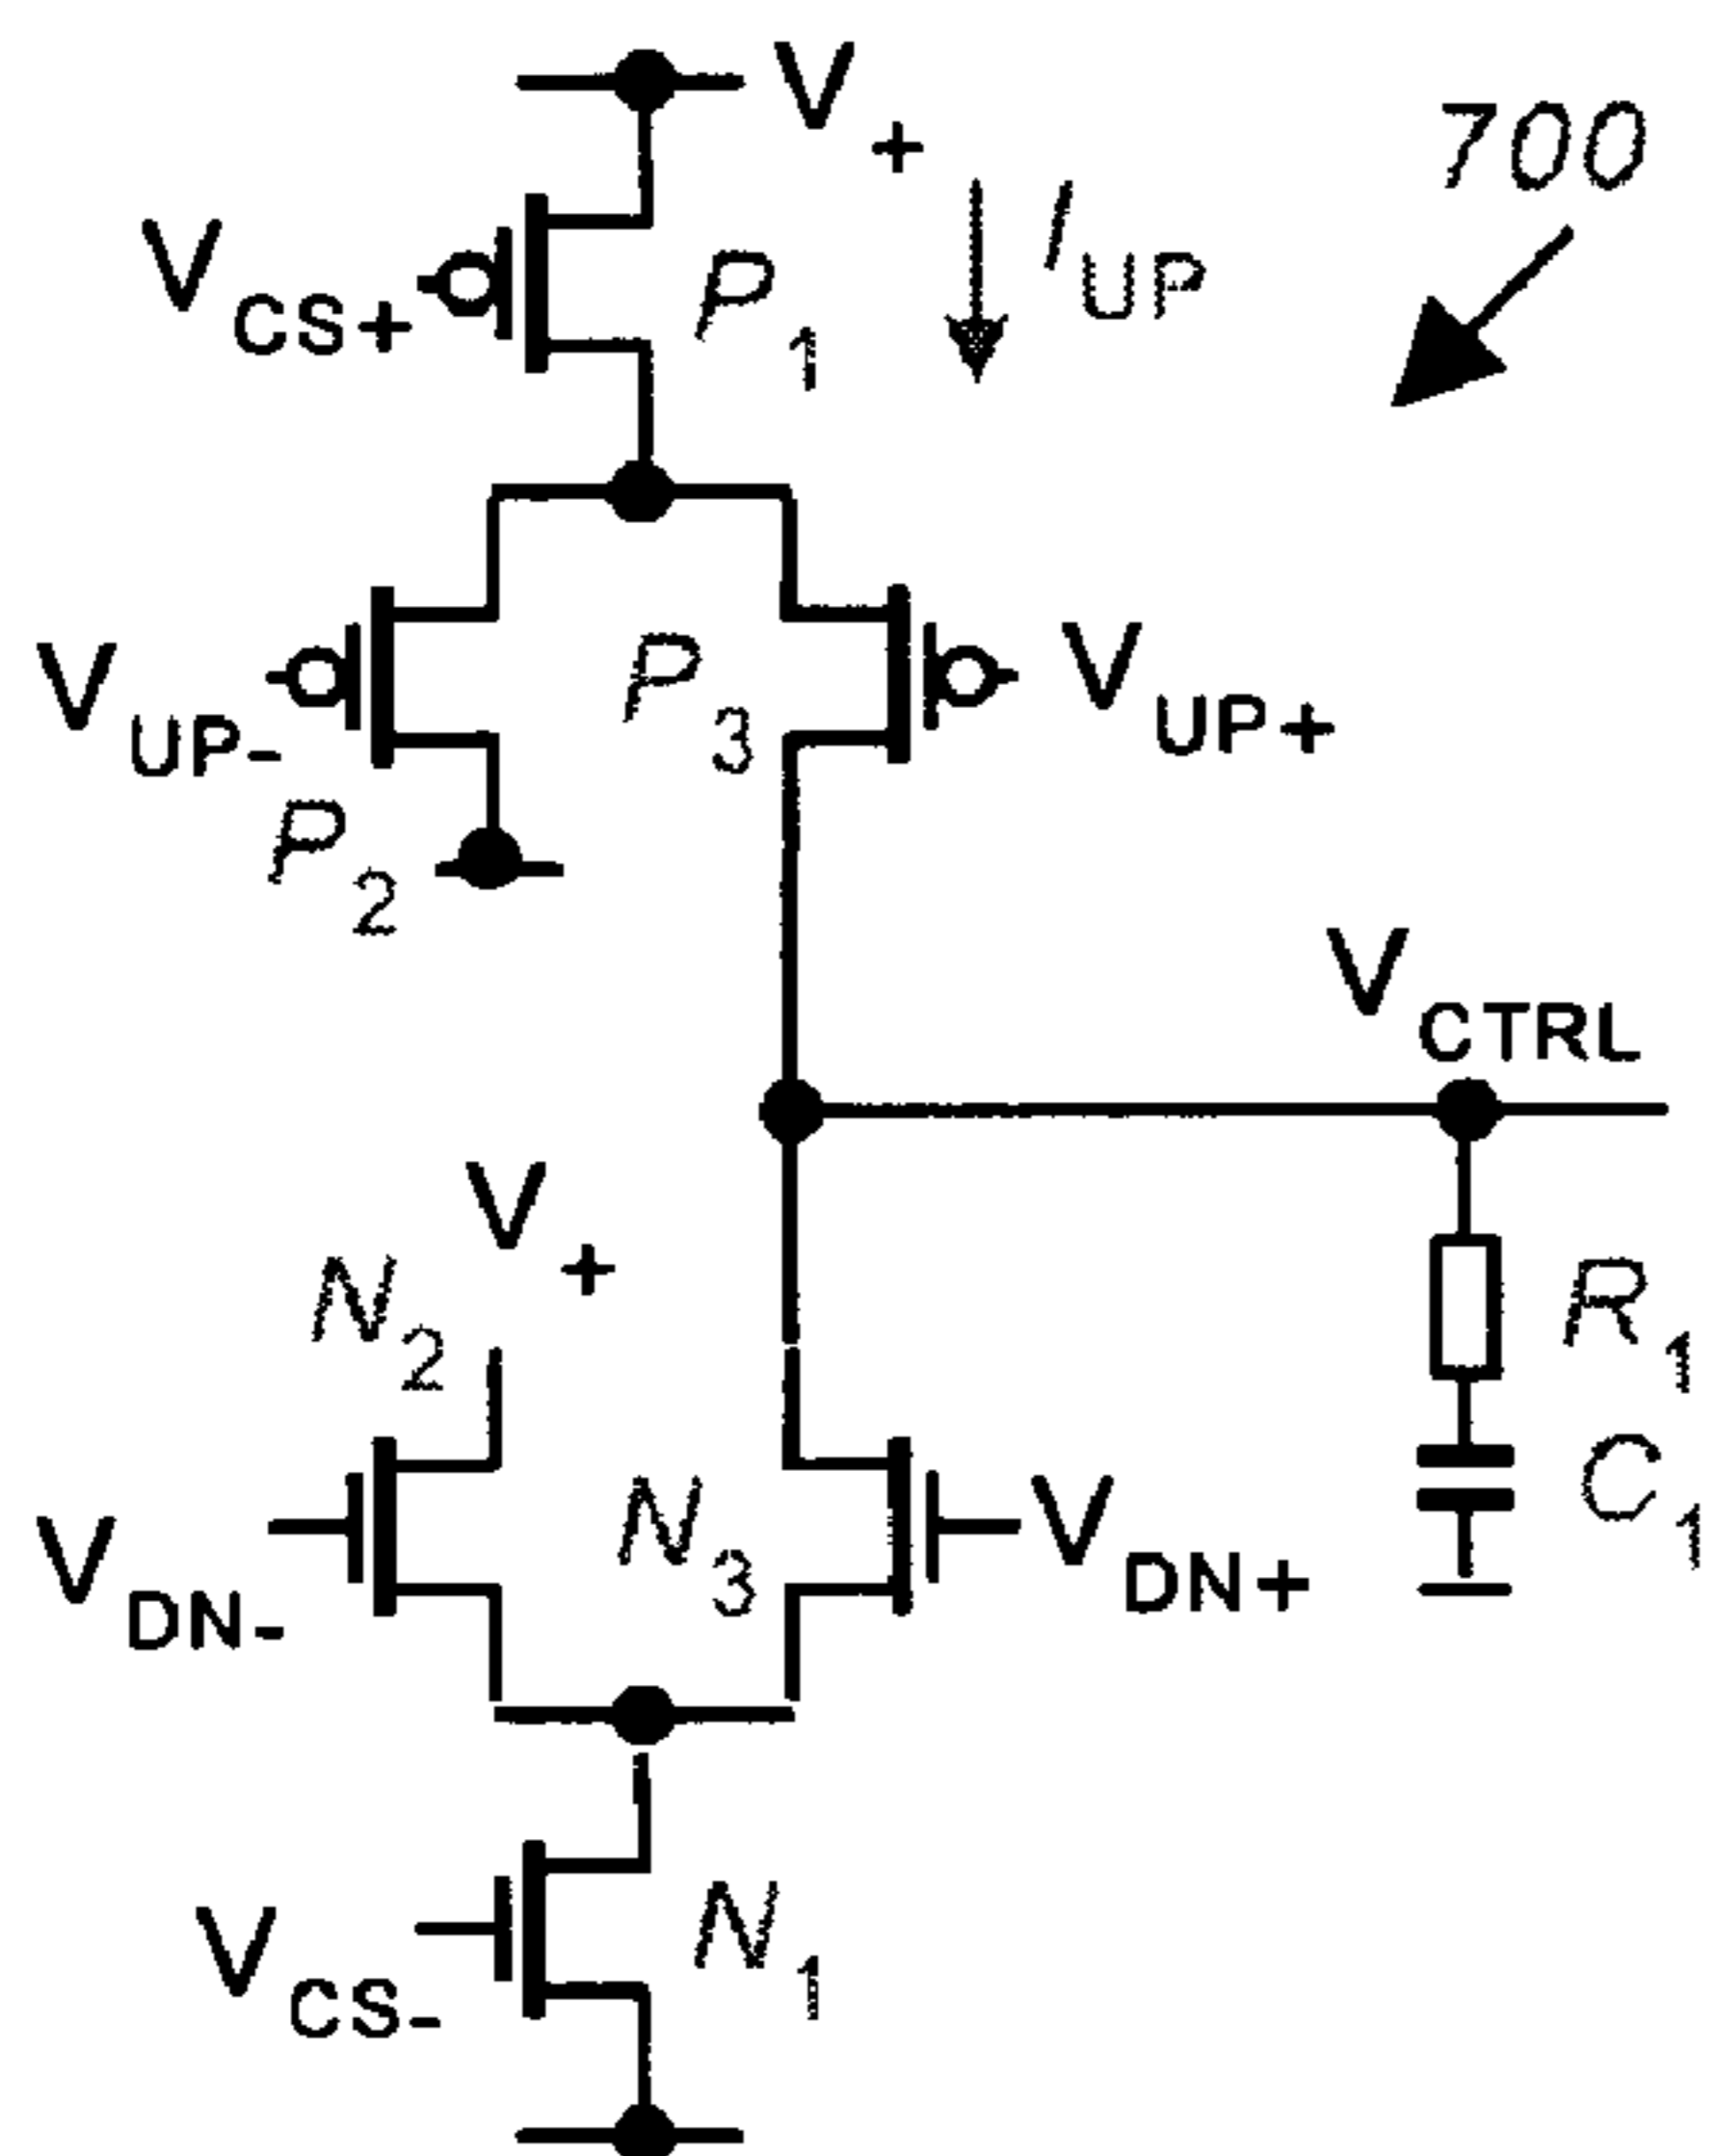 V+
700
IUP
VCS+
P1
VUP-
P3
VUP+
P2
VCTRL
V+
N2
R1
C1
VDN-
N3
VDN+
VCS-
N1